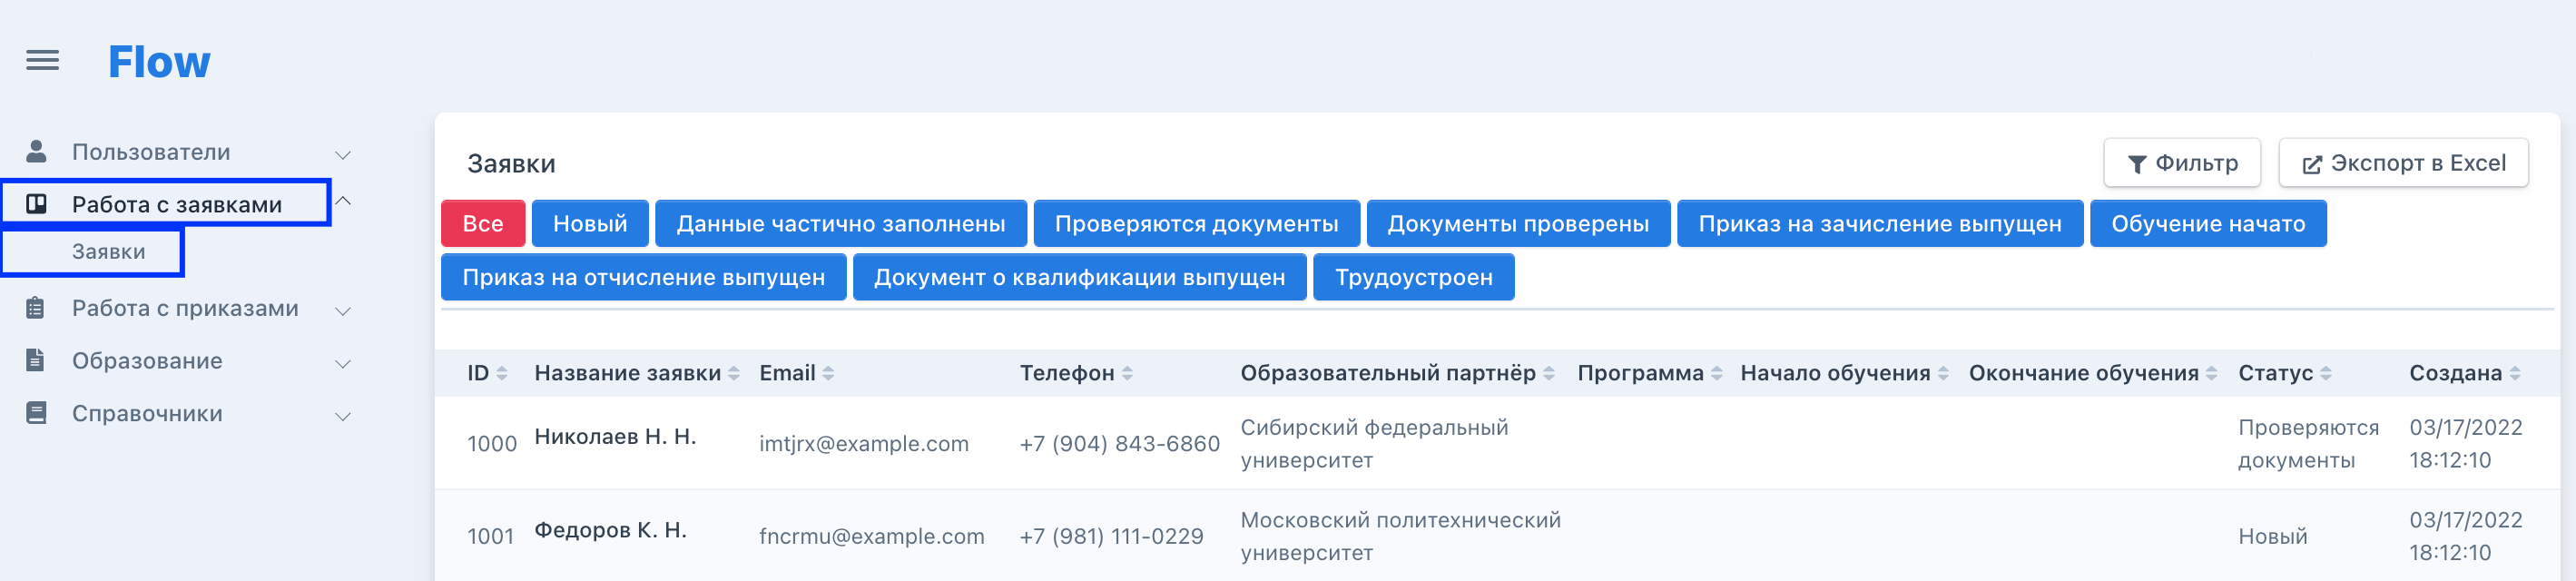 Flow
Пользователи
Работа с заявками
Заявки
Работа с приказами
Образование
Справочники
Заявки
Фильтр
Экспорт в Excel
Все Новый Данные частично заполнены Проверяются документы Документы проверены Приказ на зачисление выпущен Обучение начато
Приказ на отчисление выпущен Документ о квалификации выпущен Трудоустроен
ID Название заявки Email Телефон Образовательный партнёр Программа Начало обучения Окончание обучения Статус Создана
1000 Николаев Н. Н. imtjrx@example.com +7 (904) 843-6860 Сибирский федеральный Проверяются 03/17/2022
университет документы 18:12:10
1001 Федоров К. Н. fncrmu@example.com +7 (981) 111-0229 Московский политехнический Новый 03/17/2022
университет 18:12:10